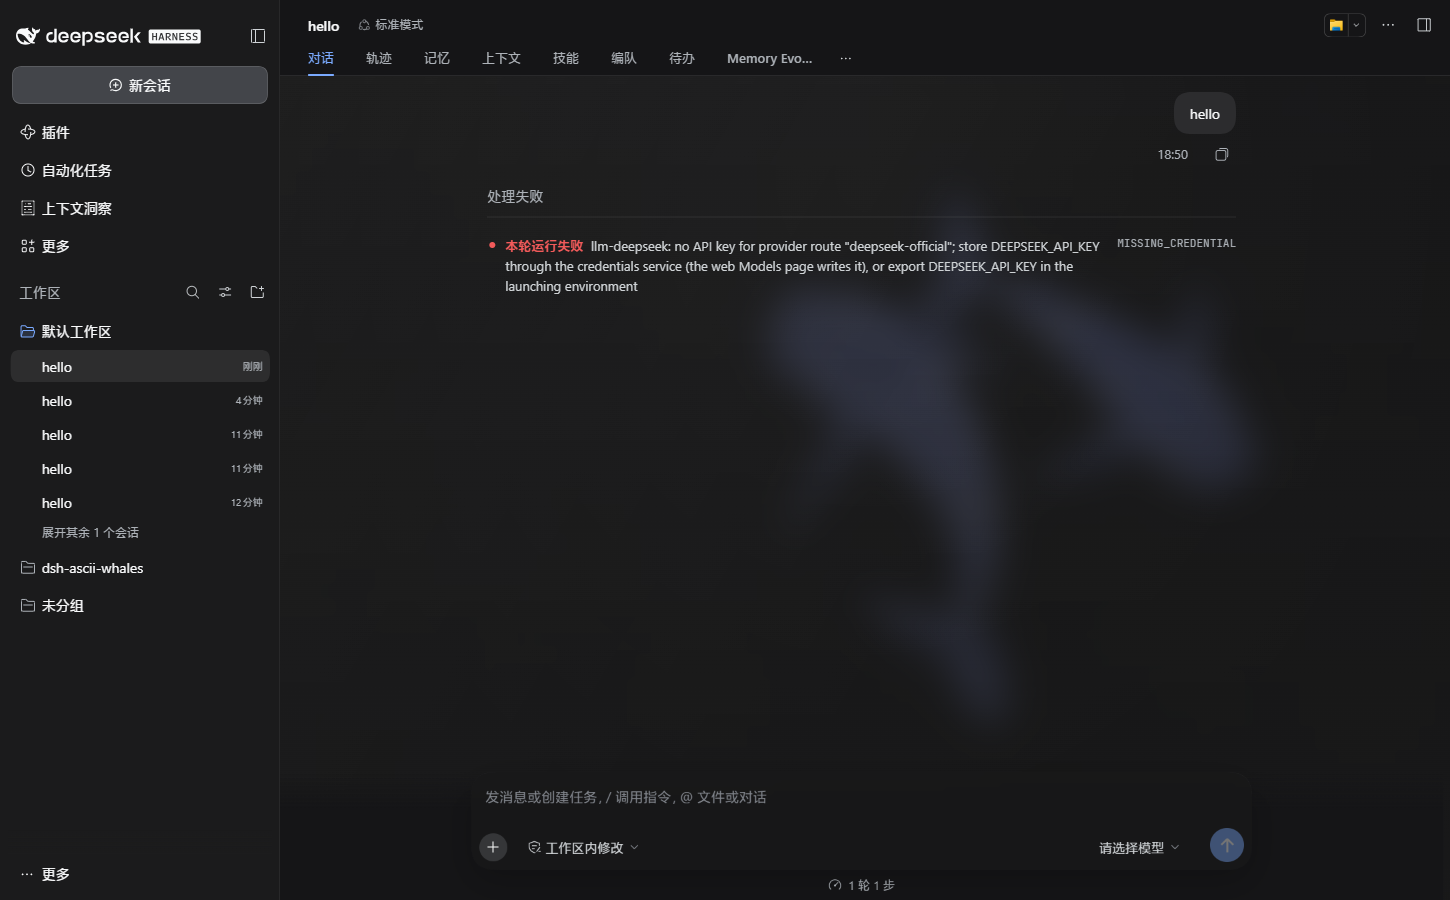 deepseek HARNESS
新会话
插件
自动化任务
上下文洞察
更多
工作区
默认工作区
hello 刚刚
hello 4分钟
hello 11分钟
hello 11分钟
hello 12分钟
展开其余 1 个会话
dsh-ascii-whales
未分组
更多
hello 标准模式
对话 轨迹 记忆 上下文 技能 编队 待办 Memory Evo...
hello
18:50
处理失败
本轮运行失败 llm-deepseek: no API key for provider route "deepseek-official"; store DEEPSEEK_API_KEY MISSING_CREDENTIAL
through the credentials service (the web Models page writes it), or export DEEPSEEK_API_KEY in the
launching environment
发消息或创建任务, / 调用指令, @ 文件或对话
工作区内修改 请选择模型
1 轮 1 步